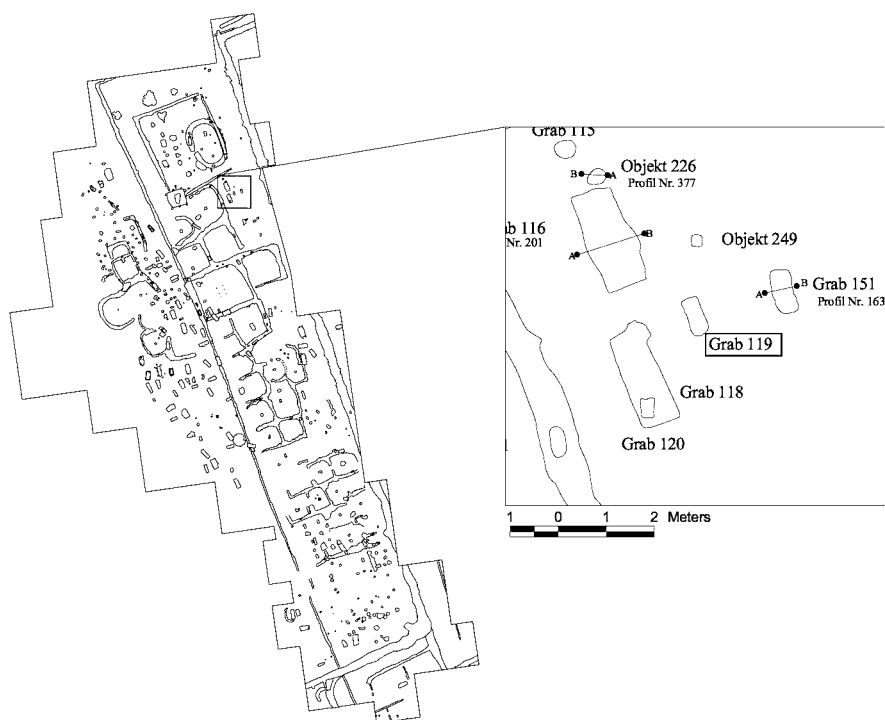 Grab 115
Objekt 226
B A
Profil Nr. 377
ab 116
B
Nr. 201
A
Objekt 249
Grab 151
A B
Profil Nr. 163
Grab 119
Grab 118
Grab 120
1 0 1 2 Meters